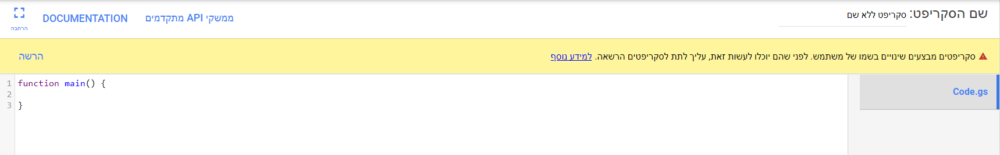 שם הסקריפט: סקריפט ללא שם
ממשקי API מתקדמים
DOCUMENTATION
הרחבה
סקריפטים מבצעים שינויים בשמו של משתמש. לפני שהם יוכלו לעשות זאת, עליך לתת לסקריפטים הרשאה. למידע נוסף
הרשה
Code.gs
1 function main() {
2
3 }